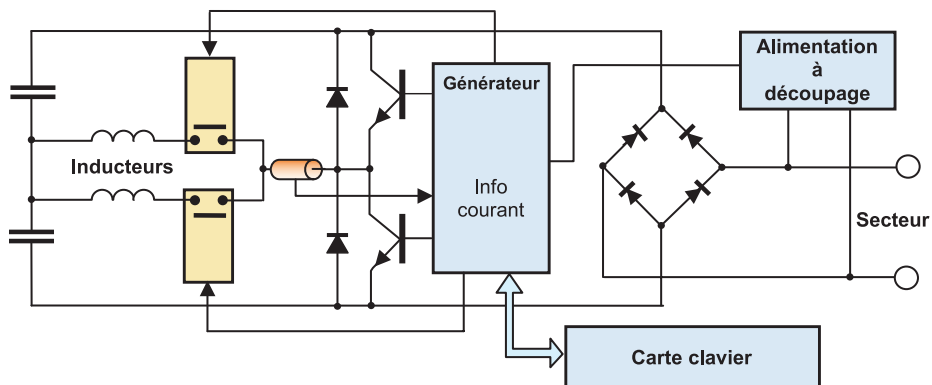 Alimentation
à
découpage
Générateur
Inducteurs
Info
courant
Secteur
Carte clavier